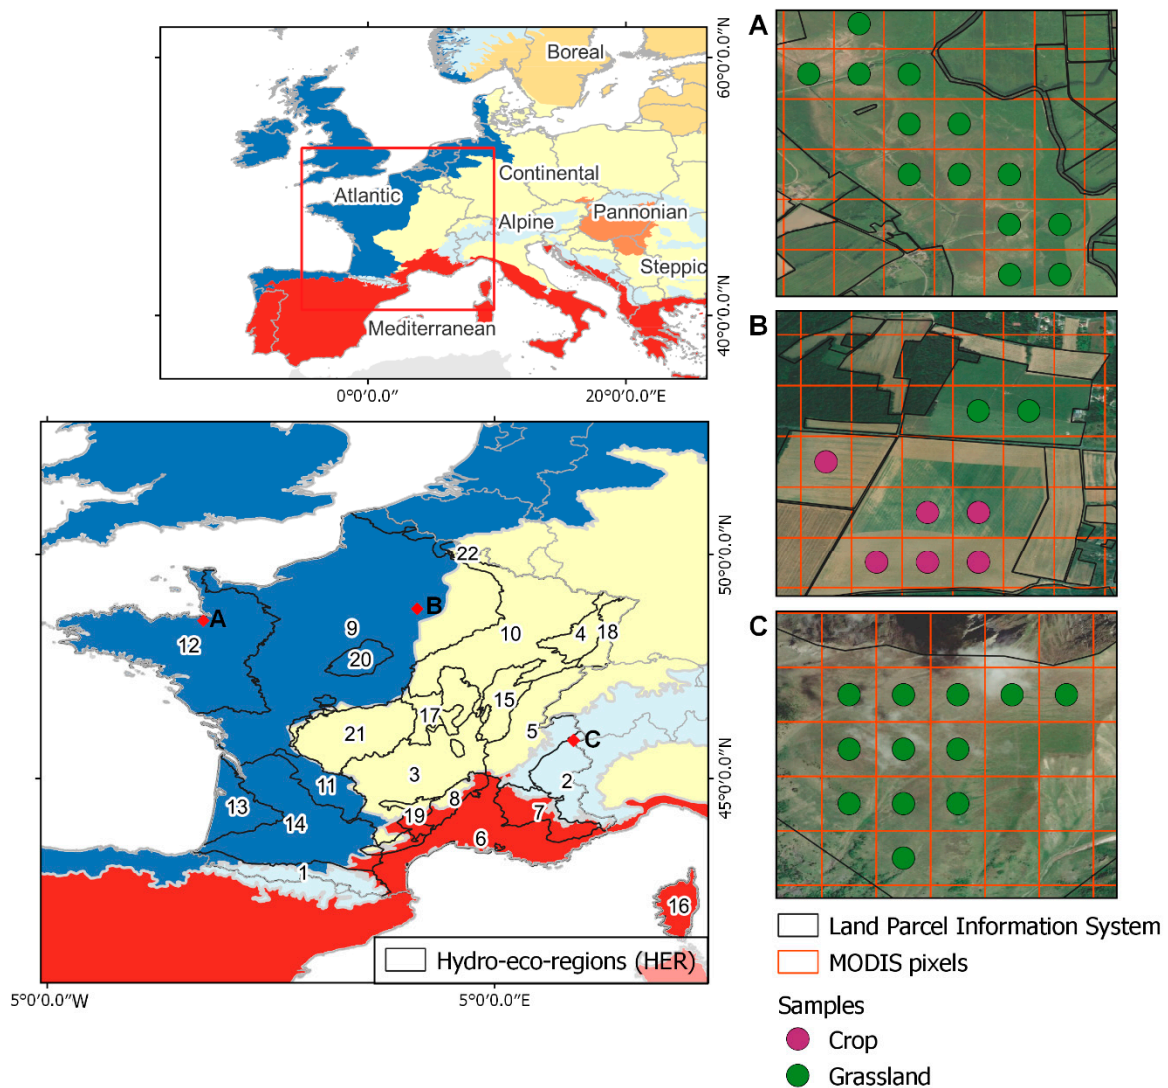 Boreal
Continental
Atlantic
Pannonian
Alpine
Steppic
Mediterranean
60°0'0.0"N
40°0'0.0"N
0°0'0.0"
20°0'0.0"E
22
B
A
9
12
10
4
18
20
15
17
21
5
C
3
2
11
13
8
19
7
14
6
1
16
Hydro-eco-regions (HER)
50°0'0.0"N
45°0'0.0"N
5°0'0.0"W
5°0'0.0"E
A
B
C
Land Parcel Information System
MODIS pixels
Samples
Crop
Grassland